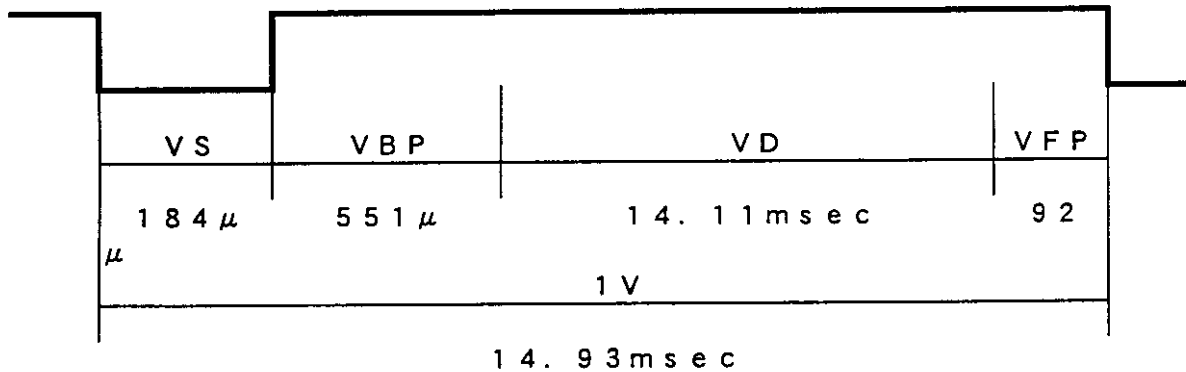 VS VBP VD VFP
184μ 551μ 14.11msec 92
μ
1V
14.93msec